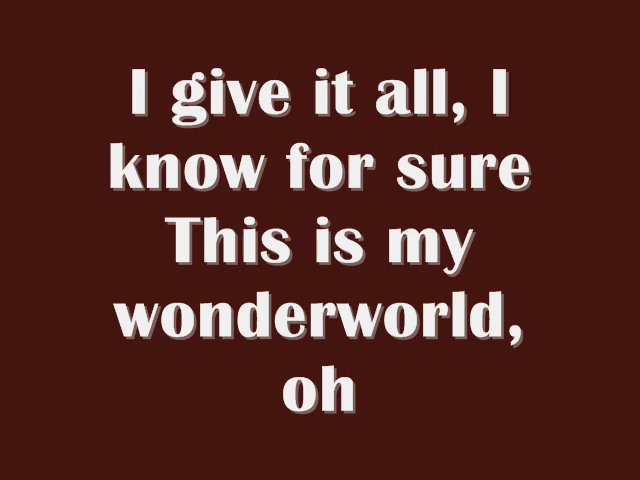 I give it all, I
know for sure
This is my
wonderworld,
oh